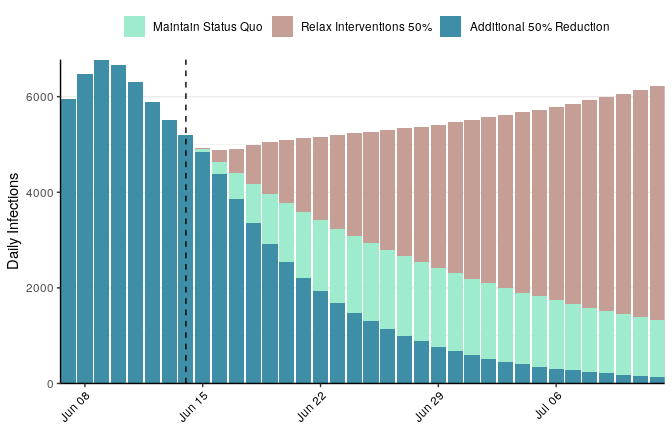 Maintain Status Quo Relax Interventions 50% Additional 50% Reduction
Daily Infections
6000
4000
2000
0
Jun 08 Jun 15 Jun 22 Jun 29 Jul 06